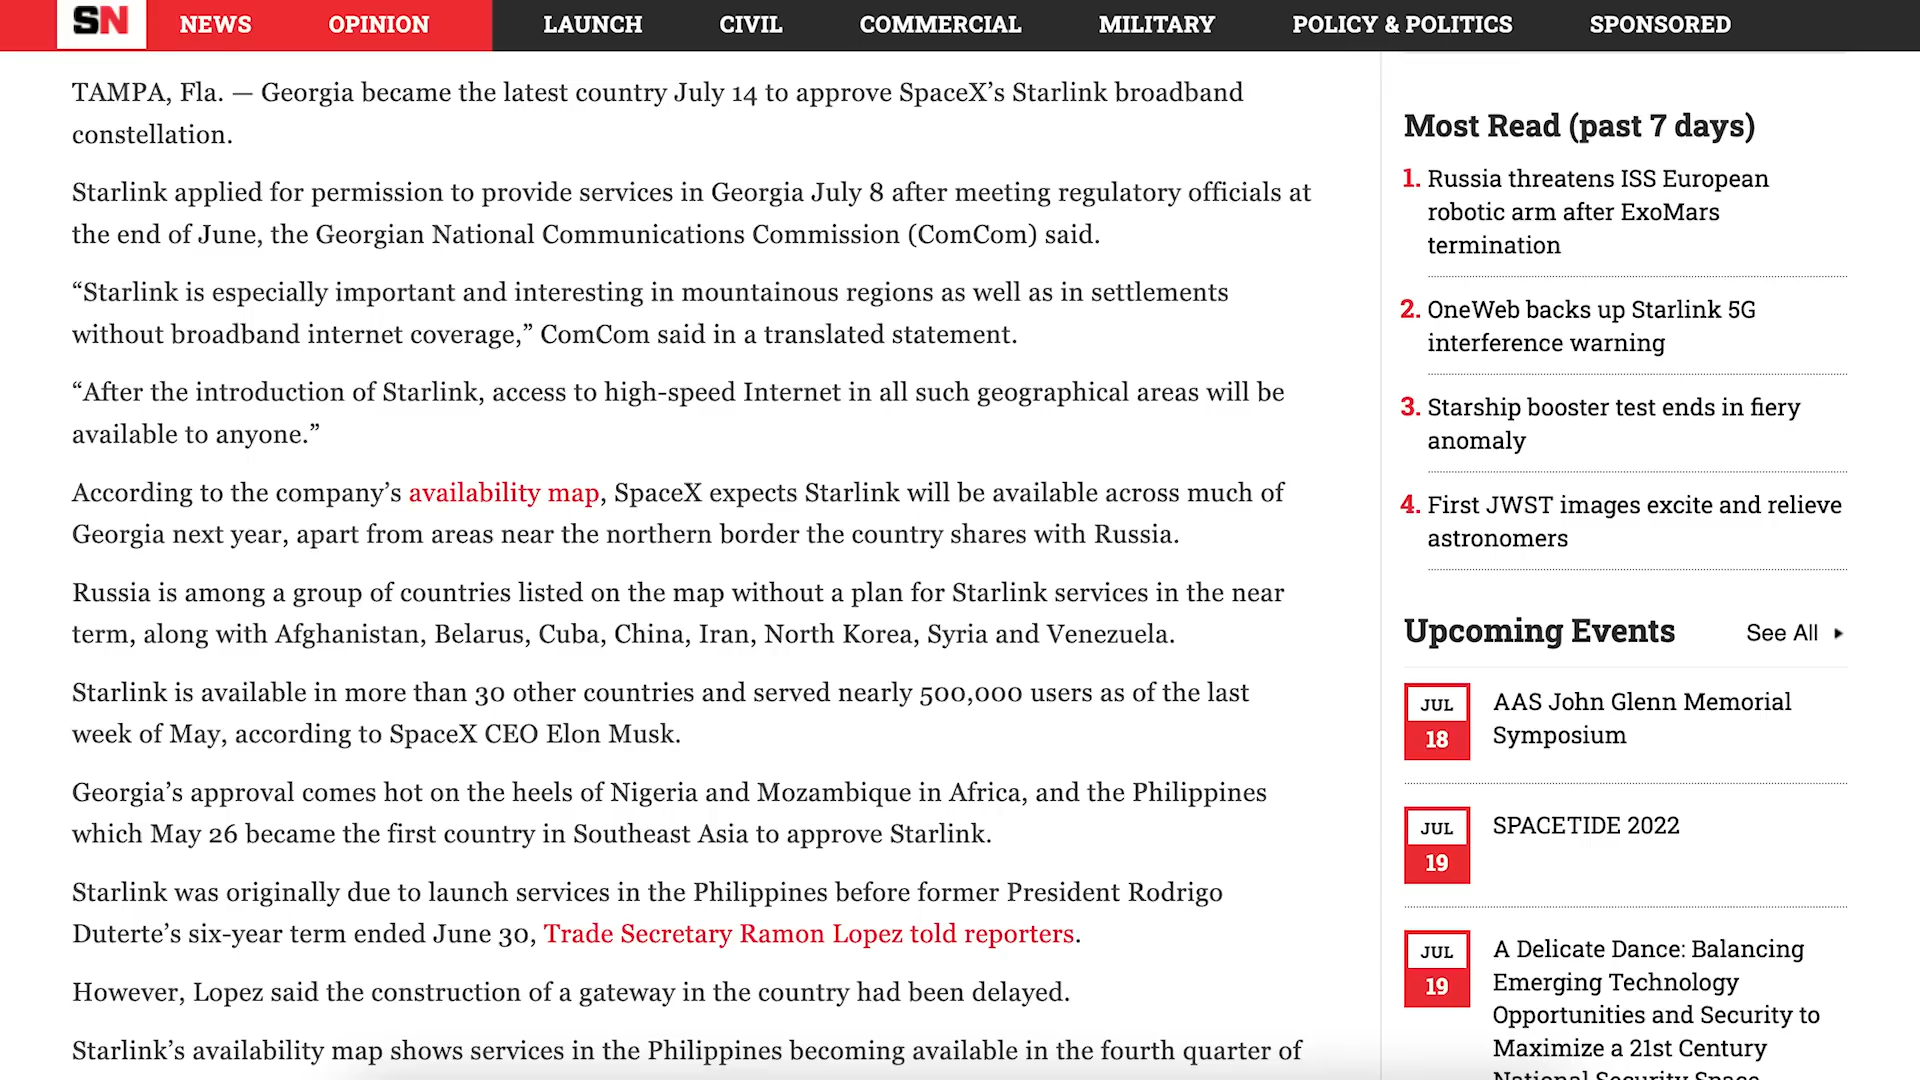 SN
NEWS
OPINION
LAUNCH
CIVIL
COMMERCIAL
MILITARY
POLICY & POLITICS
SPONSORED
TAMPA, Fla. — Georgia became the latest country July 14 to approve SpaceX’s Starlink broadband
constellation.
Starlink applied for permission to provide services in Georgia July 8 after meeting regulatory officials at
the end of June, the Georgian National Communications Commission (ComCom) said.
“Starlink is especially important and interesting in mountainous regions as well as in settlements
without broadband internet coverage,” ComCom said in a translated statement.
“After the introduction of Starlink, access to high-speed Internet in all such geographical areas will be
available to anyone.”
According to the company’s availability map, SpaceX expects Starlink will be available across much of
Georgia next year, apart from areas near the northern border the country shares with Russia.
Russia is among a group of countries listed on the map without a plan for Starlink services in the near
term, along with Afghanistan, Belarus, Cuba, China, Iran, North Korea, Syria and Venezuela.
Starlink is available in more than 30 other countries and served nearly 500,000 users as of the last
week of May, according to SpaceX CEO Elon Musk.
Georgia’s approval comes hot on the heels of Nigeria and Mozambique in Africa, and the Philippines
which May 26 became the first country in Southeast Asia to approve Starlink.
Starlink was originally due to launch services in the Philippines before former President Rodrigo
Duterte’s six-year term ended June 30, Trade Secretary Ramon Lopez told reporters.
However, Lopez said the construction of a gateway in the country had been delayed.
Starlink’s availability map shows services in the Philippines becoming available in the fourth quarter of
Most Read (past 7 days)
1. Russia threatens ISS European
robotic arm after ExoMars
termination
2. OneWeb backs up Starlink 5G
interference warning
3. Starship booster test ends in fiery
anomaly
4. First JWST images excite and relieve
astronomers
Upcoming Events
See All
JUL
18
AAS John Glenn Memorial
Symposium
JUL
19
SPACETIDE 2022
JUL
19
A Delicate Dance: Balancing
Emerging Technology
Opportunities and Security to
Maximize a 21st Century
National Security Space